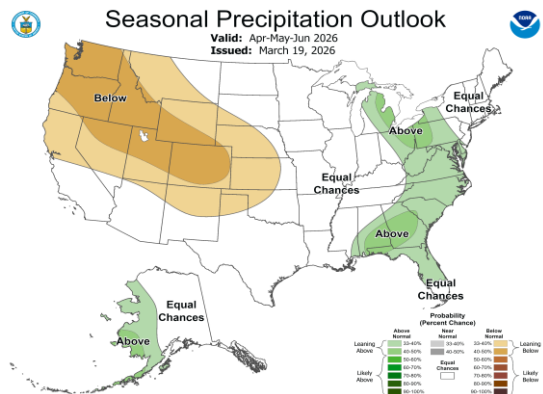 Seasonal Precipitation Outlook
Valid: Apr-May-Jun 2026
Issued: March 19, 2026
NOAA
Below
Equal
Chances
Above
Equal
Chances
Above
Equal
Chances
Equal
Chances
Above
Probability
(Percent Chance)
Above
Normal
Near
Normal
Below
Normal
Leaning
Above
33-40%
40-50%
50-60%
60-70%
70-80%
80-90%
90-100%
Likely
Above
33-40%
40-50%
Equal
Chances
33-40%
40-50%
50-60%
60-70%
70-80%
80-90%
90-100%
Leaning
Below
Likely
Below